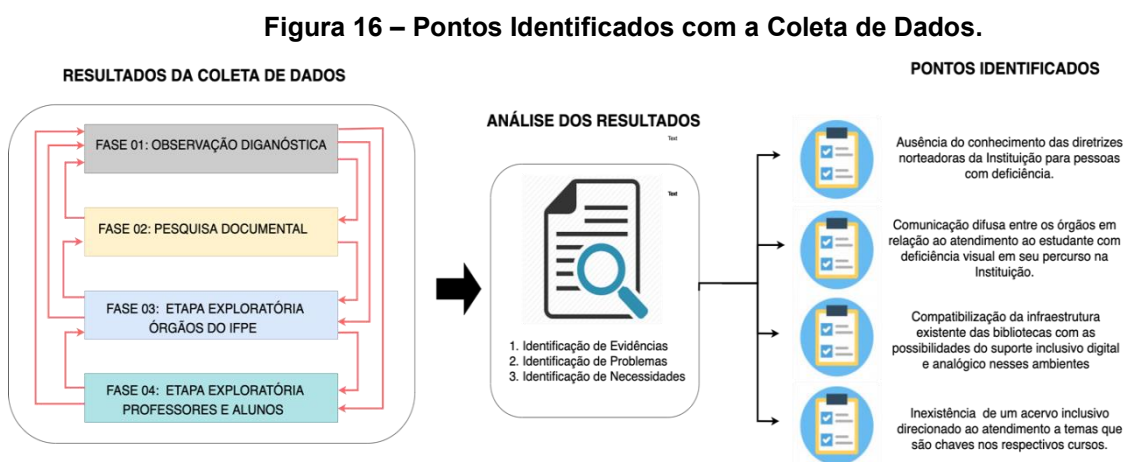 Figura 16 – Pontos Identificados com a Coleta de Dados.
RESULTADOS DA COLETA DE DADOS
FASE 01: OBSERVAÇÃO DIGANÓSTICA
FASE 02: PESQUISA DOCUMENTAL
FASE 03: ETAPA EXPLORATÓRIA
ÓRGÃOS DO IFPE
FASE 04: ETAPA EXPLORATÓRIA
PROFESSORES E ALUNOS
ANÁLISE DOS RESULTADOS
Text
Text
1. Identificação de Evidências
2. Identificação de Problemas
3. Identificação de Necessidades
PONTOS IDENTIFICADOS
Ausência do conhecimento das diretrizes
norteadoras da Instituição para pessoas
com deficiência.
Comunicação difusa entre os órgãos em
relação ao atendimento ao estudante com
deficiência visual em seu percurso na
Instituição.
Compatibilização da infraestrutura
existente das bibliotecas com as
possibilidades do suporte inclusivo digital
e analógico nesses ambientes
Inexistência de um acervo inclusivo
direcionado ao atendimento a temas que
são chaves nos respectivos cursos.